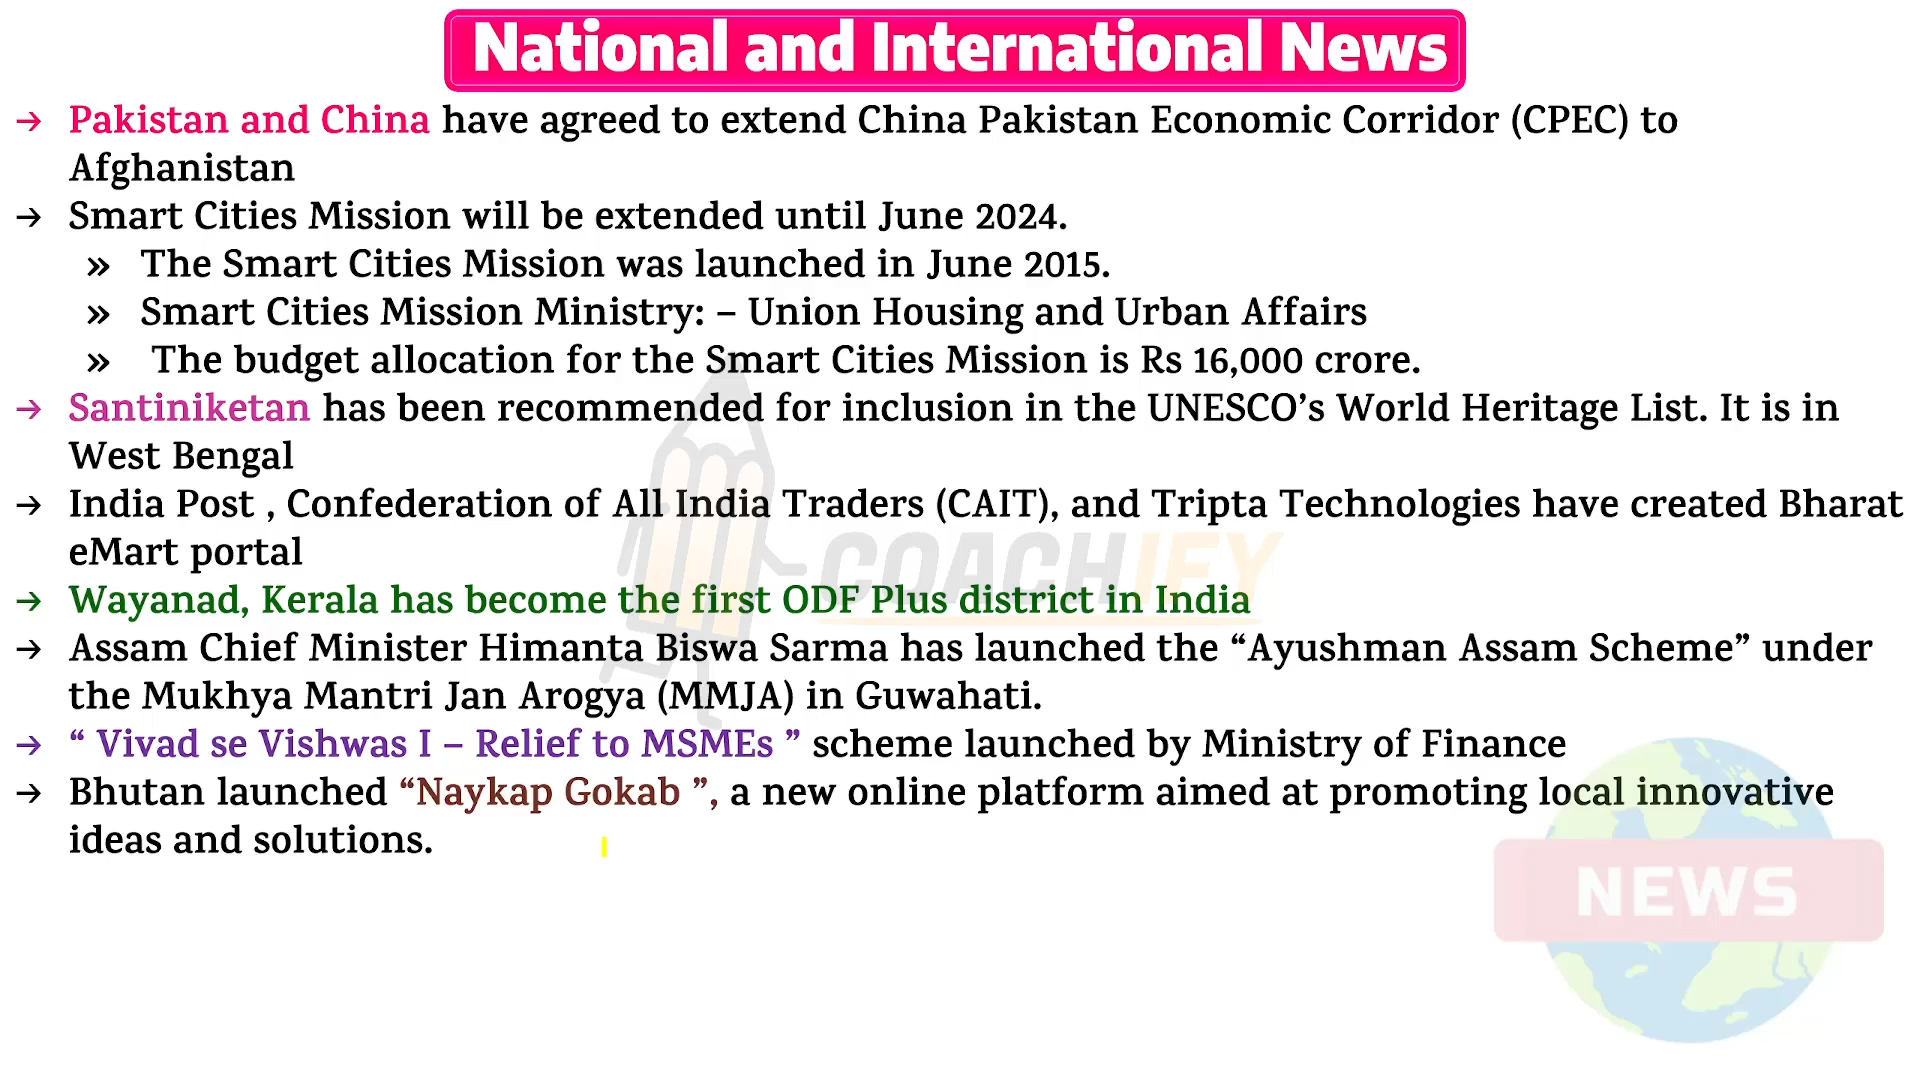 National and International News
→ Pakistan and China have agreed to extend China Pakistan Economic Corridor (CPEC) to
Afghanistan
→ Smart Cities Mission will be extended until June 2024.
» The Smart Cities Mission was launched in June 2015.
» Smart Cities Mission Ministry: – Union Housing and Urban Affairs
» The budget allocation for the Smart Cities Mission is Rs 16,000 crore.
→ Santiniketan has been recommended for inclusion in the UNESCO’s World Heritage List. It is in
West Bengal
→ India Post , Confederation of All India Traders (CAIT), and Tripta Technologies have created Bharat
eMart portal
COACHIFY
→ Wayanad, Kerala has become the first ODF Plus district in India
→ Assam Chief Minister Himanta Biswa Sarma has launched the “Ayushman Assam Scheme” under
the Mukhya Mantri Jan Arogya (MMJA) in Guwahati.
→ “ Vivad se Vishwas I – Relief to MSMEs ” scheme launched by Ministry of Finance
→ Bhutan launched “Naykap Gokab ”, a new online platform aimed at promoting local innovative
ideas and solutions.
NEWS